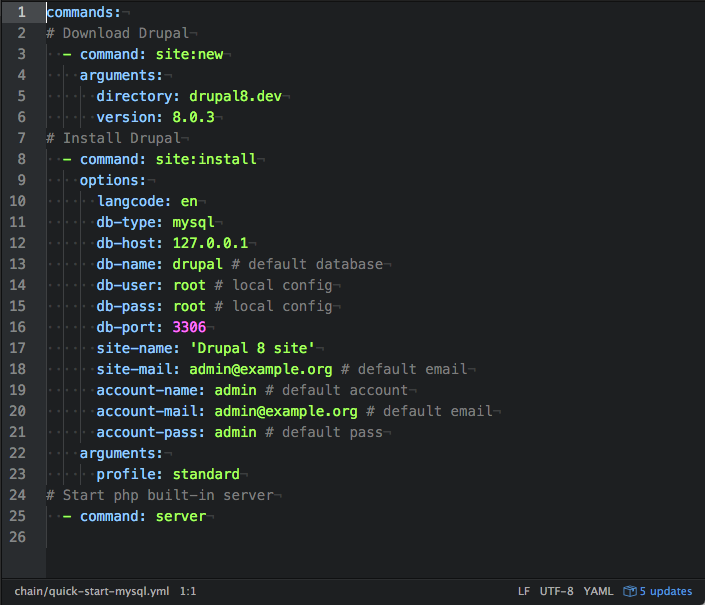 1 commands:
2 # Download Drupal
3   - command: site:new
4     arguments:
5       directory: drupal8.dev
6       version: 8.0.3
7 # Install Drupal
8   - command: site:install
9     options:
10       langcode: en
11       db-type: mysql
12       db-host: 127.0.0.1
13       db-name: drupal # default database
14       db-user: root # local config
15       db-pass: root # local config
16       db-port: 3306
17       site-name: 'Drupal 8 site'
18       site-mail: admin@example.org # default email
19       account-name: admin # default account
20       account-mail: admin@example.org # default email
21       account-pass: admin # default pass
22     arguments:
23       profile: standard
24 # Start php built-in server
25   - command: server
26
chain/quick-start-mysql.yml 1:1 LF UTF-8 YAML 5 updates